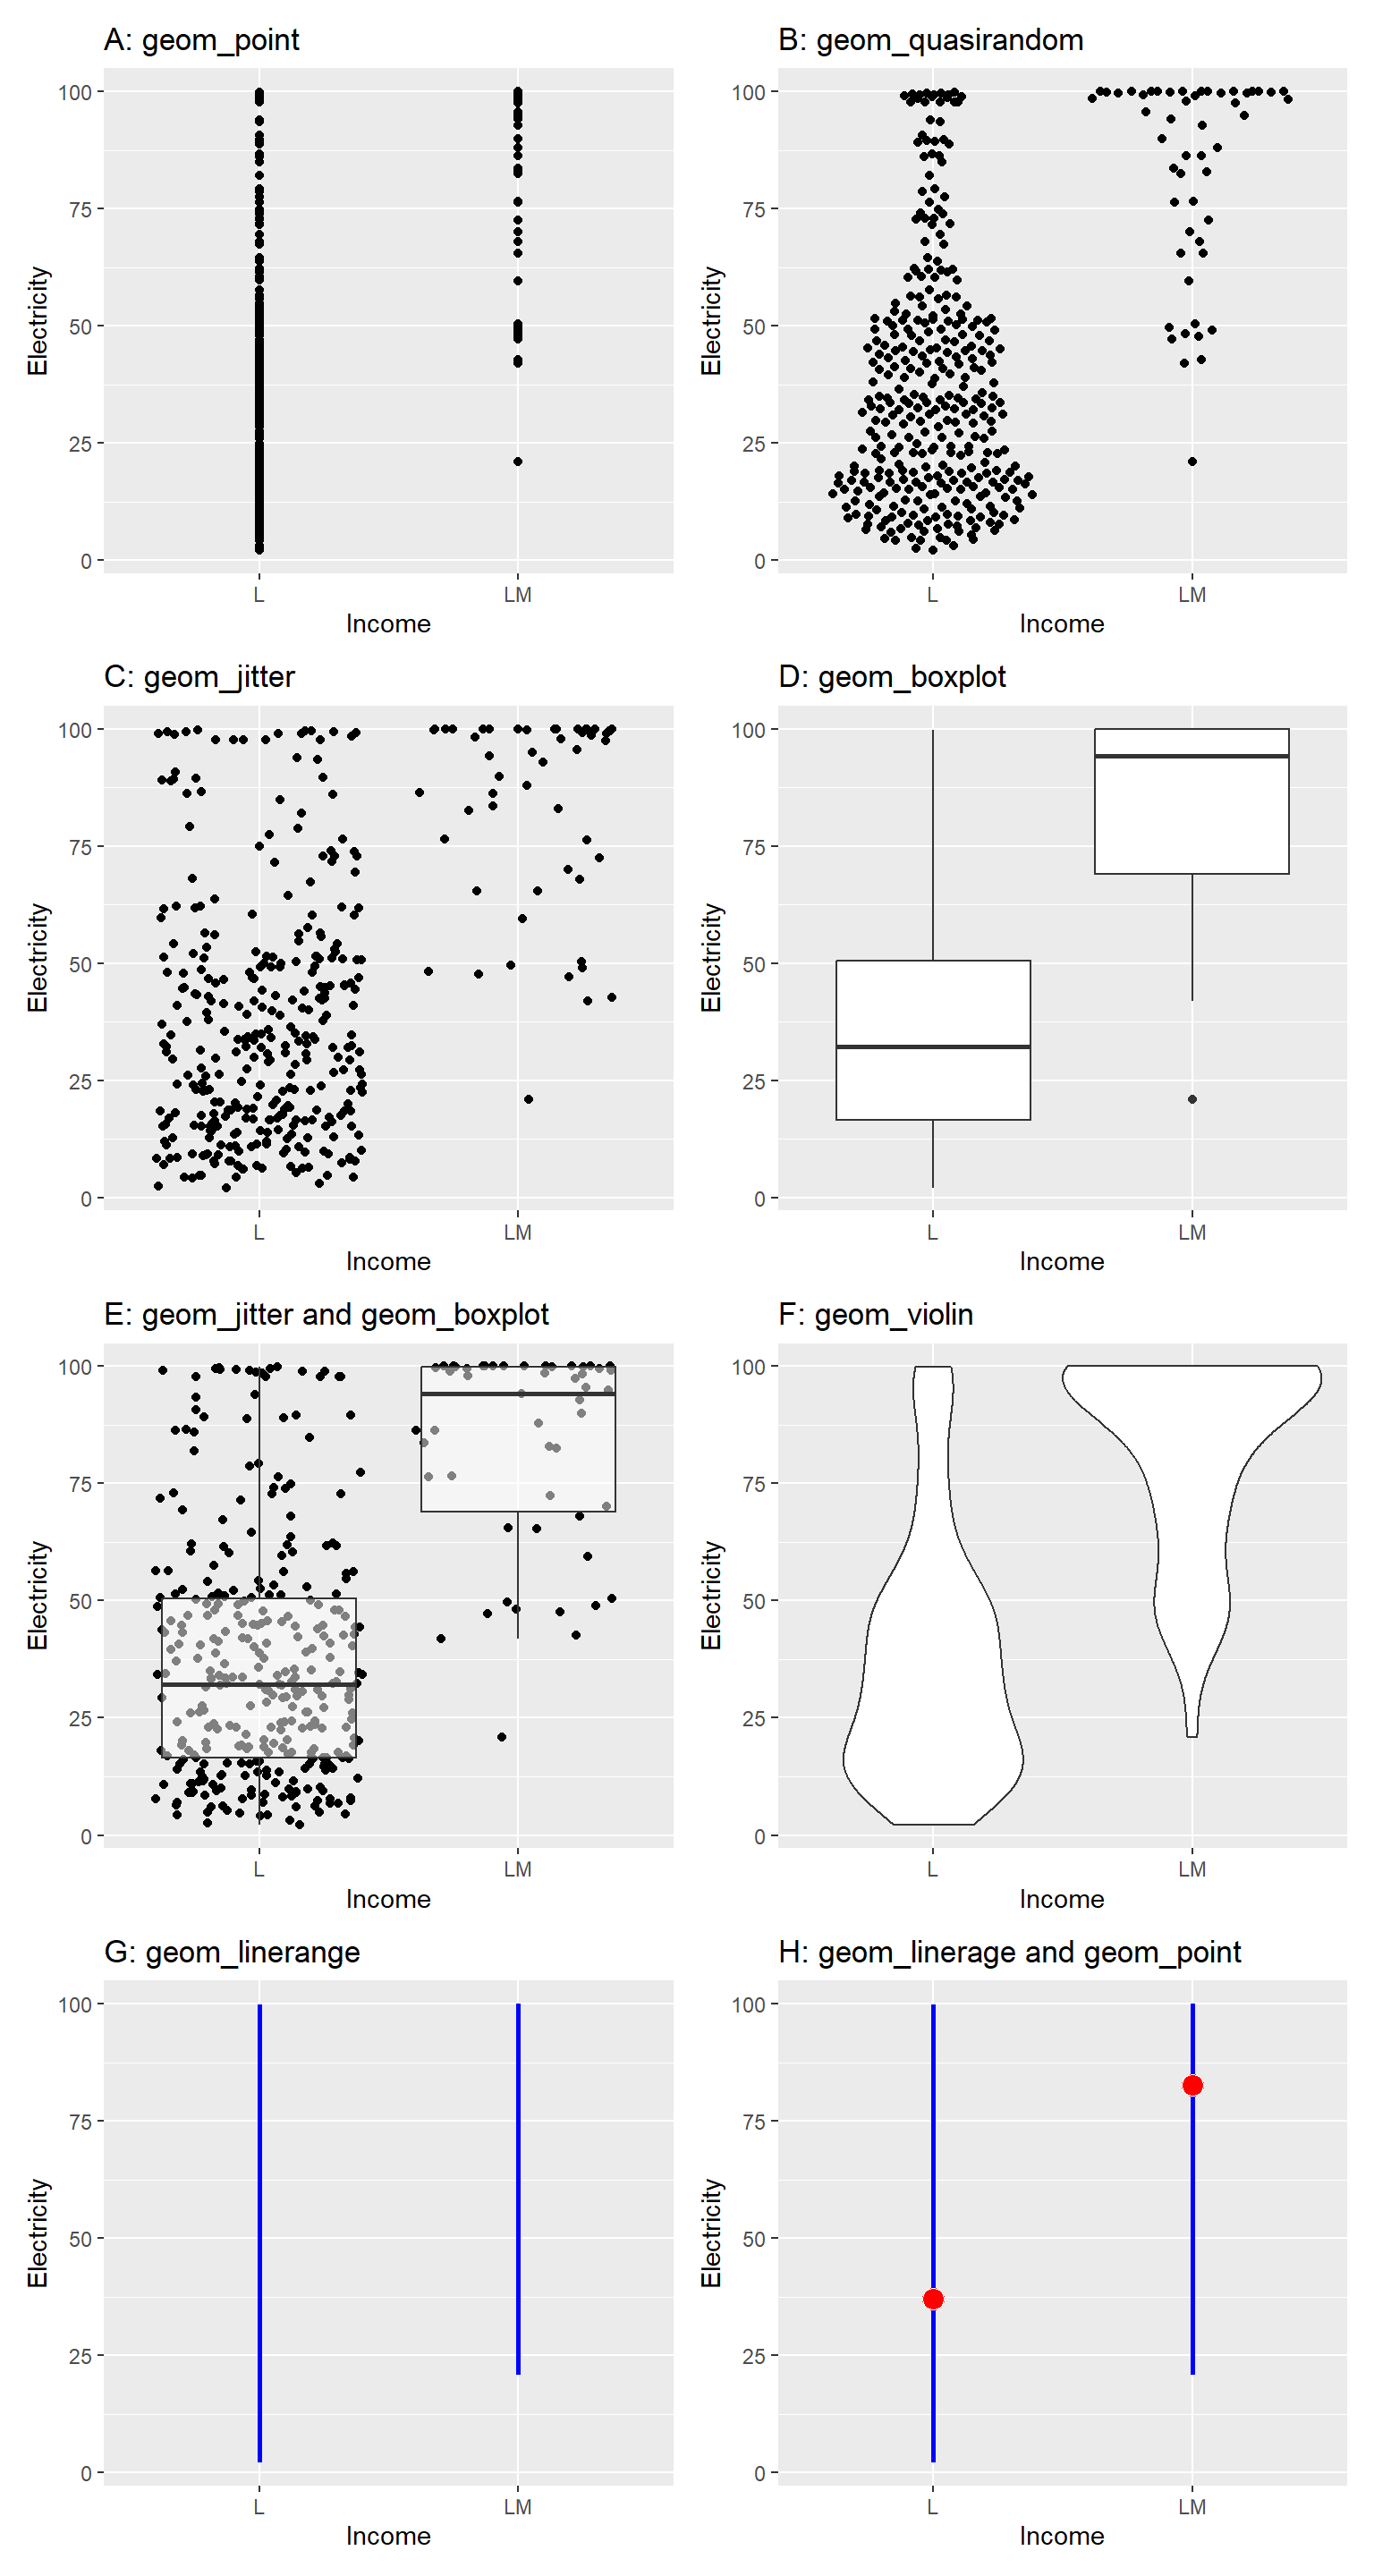 A: geom_point
100
75
50
25
0
Electricity
L
LM
Income
B: geom_quasirandom
100
75
50
25
0
Electricity
L
LM
Income
C: geom_jitter
100
75
50
25
0
Electricity
L
LM
Income
D: geom_boxplot
100
75
50
25
0
Electricity
L
LM
Income
E: geom_jitter and geom_boxplot
100
75
50
25
0
Electricity
L
LM
Income
F: geom_violin
100
75
50
25
0
Electricity
L
LM
Income
G: geom_linerange
100
75
50
25
0
Electricity
L
LM
Income
H: geom_linerage and geom_point
100
75
50
25
0
Electricity
L
LM
Income